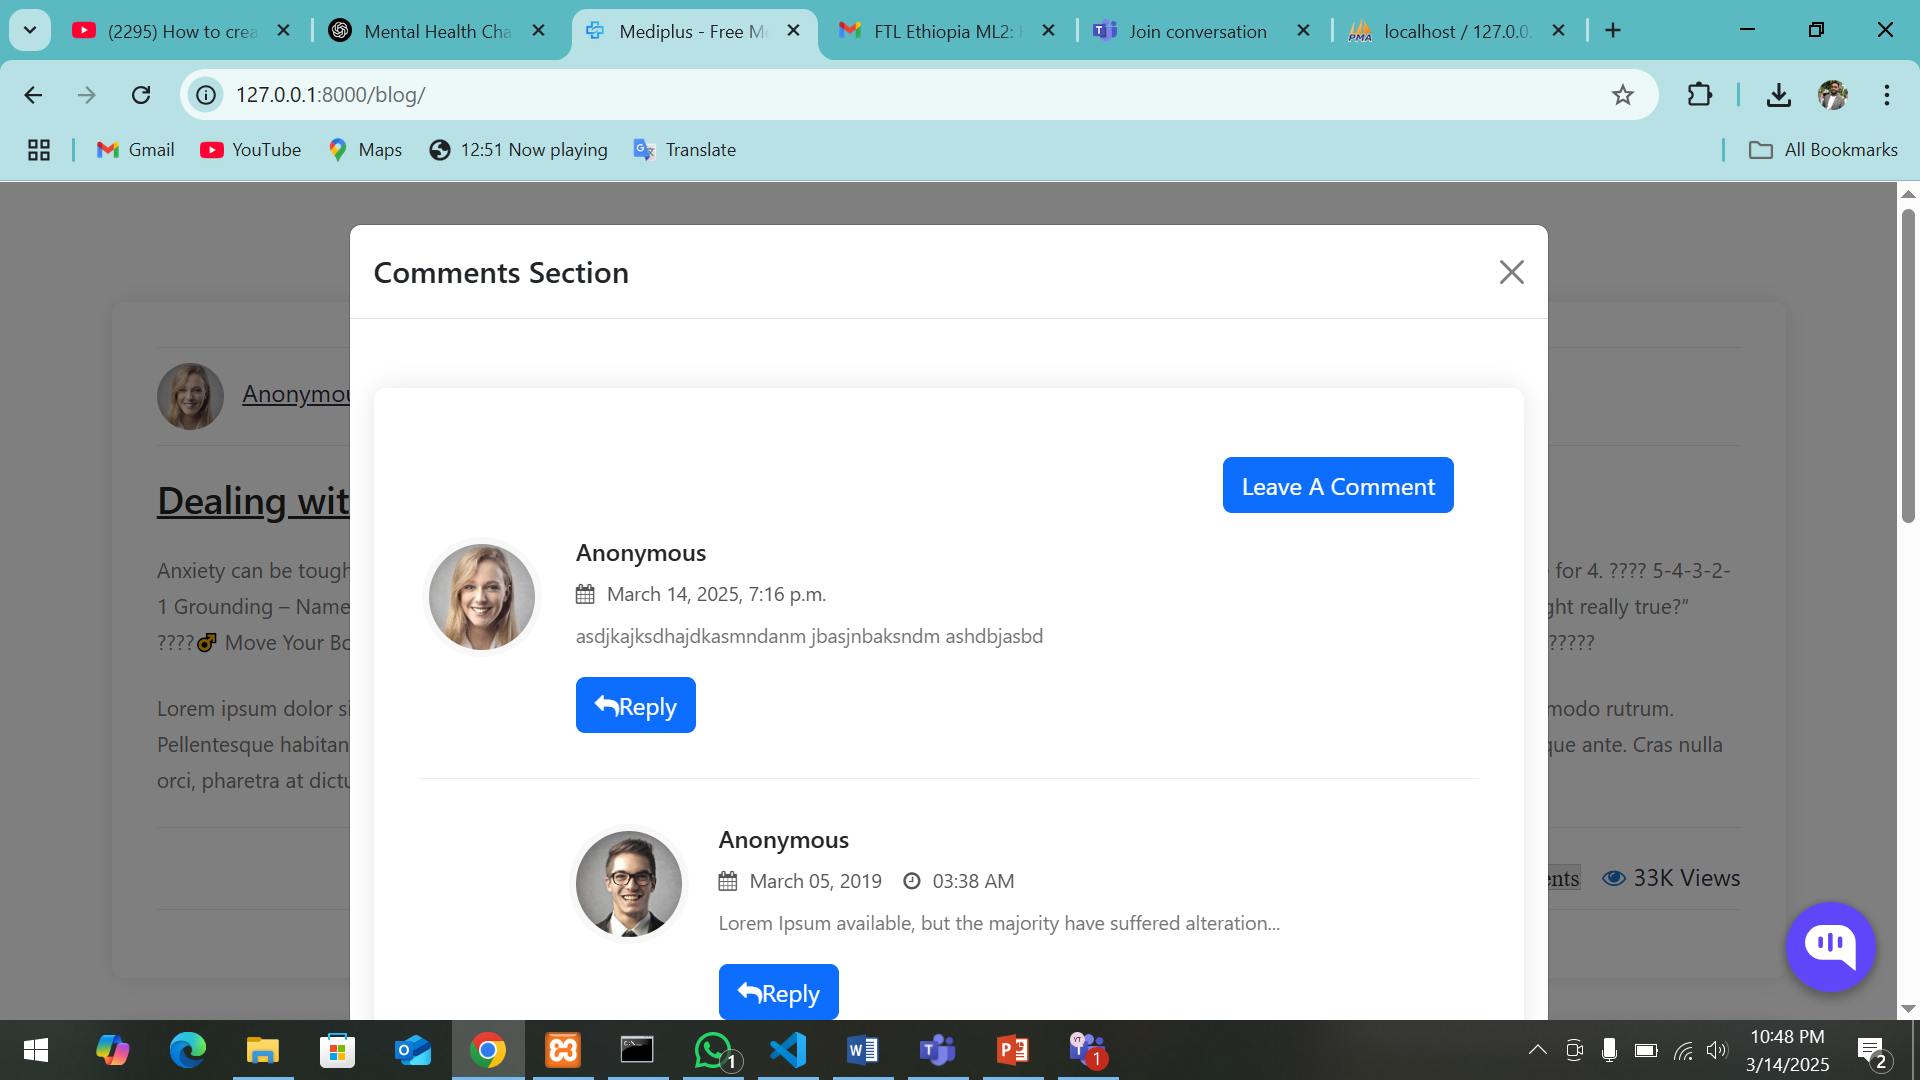 (2295) How to crea
Mental Health Cha
Mediplus - Free Me
FTL Ethiopia ML2:
Join conversation
localhost / 127.0.0.
127.0.0.1:8000/blog/
Gmail
YouTube
Maps
12:51 Now playing
Translate
All Bookmarks
Comments Section
Anonymou
Leave A Comment
Dealing wit
Anonymous
March 14, 2025, 7:16 p.m.
asdjkajksdhajdkasmndanm jbasjnbaksndm ashdbjasbd
Reply
Anxiety can be tough
for 4. ???? 5-4-3-2-
1 Grounding – Name
ght really true?”
????♂ Move Your Bo
?????
Lorem ipsum dolor si
modo rutrum.
Pellentesque habitan
que ante. Cras nulla
orci, pharetra at dictu
Anonymous
March 05, 2019 03:38 AM
Lorem Ipsum available, but the majority have suffered alteration...
Reply
ents
33K Views
10:48 PM
3/14/2025
1
1
2